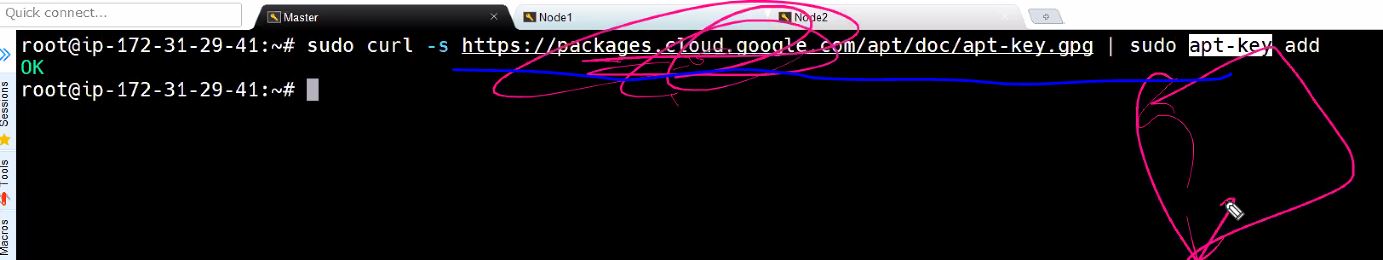 Quick connect...
Master
Node1
Node2
root@ip-172-31-29-41:~# sudo curl -s https://packages.cloud.google.com/apt/doc/apt-key.gpg | sudo apt-key add
OK
root@ip-172-31-29-41:~#
Sessions
Tools
Macros